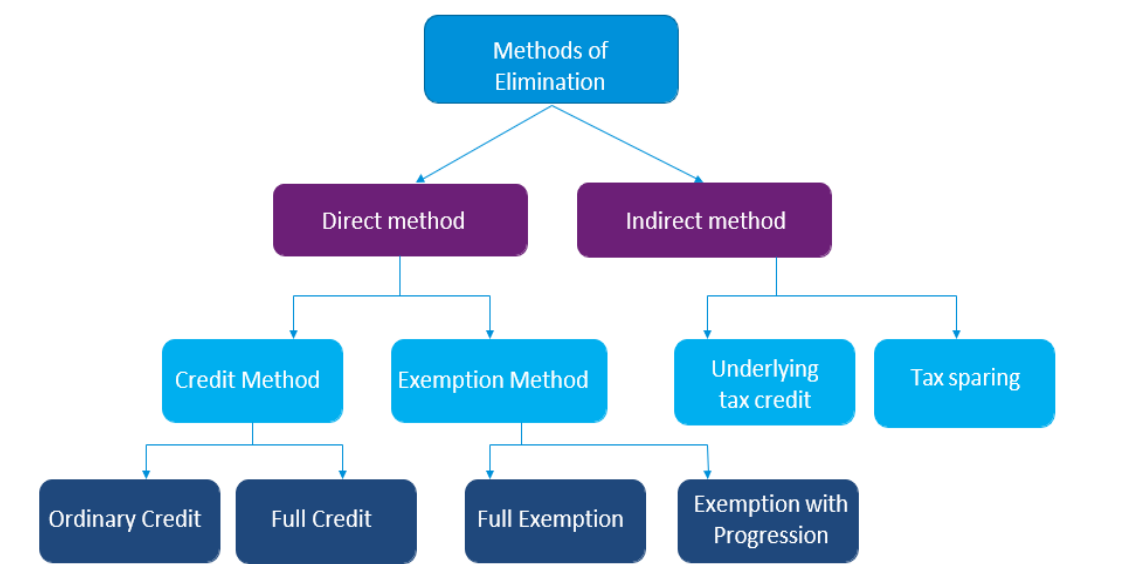 Methods of
Elimination
Direct method
Indirect method
Credit Method
Exemption Method
Underlying
tax credit
Tax sparing
Ordinary Credit
Full Credit
Full Exemption
Exemption with
Progression